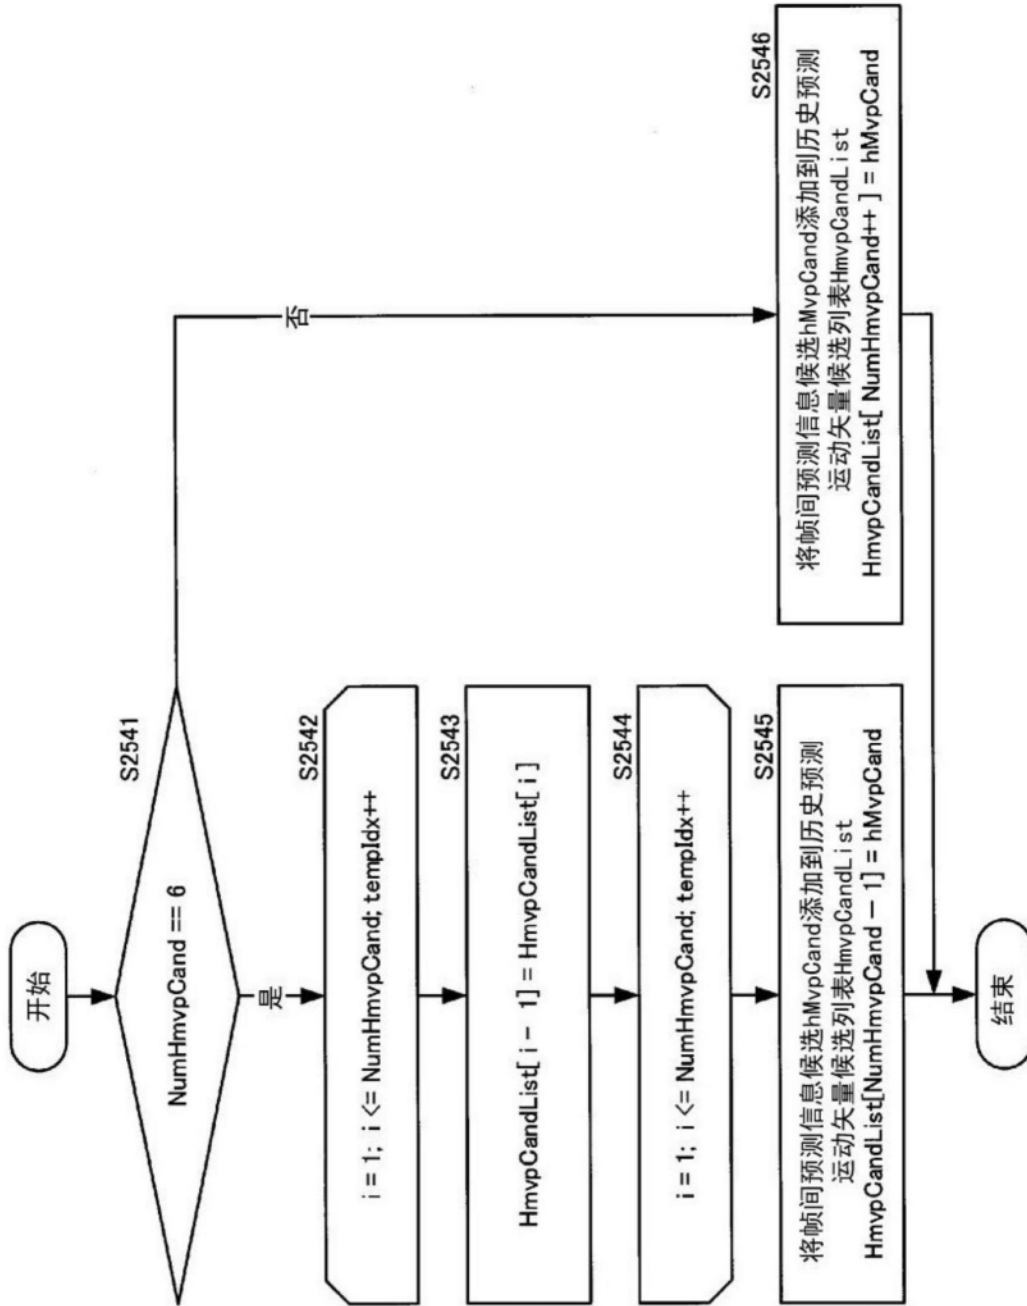 开始
S2541
NumHmvpCand == 6
是
否
S2542
i = 1; i <= NumHmvpCand; tempIdx++
S2543
HmvpCandList[ i - 1] = HmvpCandList[ i ]
S2544
i = 1; i <= NumHmvpCand; tempIdx++
S2545
将帧间预测信息候选hMvpCand添加到历史预测
运动矢量候选列表HmvpCandList
HmvpCandList[NumHmvpCand － 1] = hMvpCand
S2546
将帧间预测信息候选hMvpCand添加到历史预测
运动矢量候选列表HmvpCandList
HmvpCandList[ NumHmvpCand++ ] = hMvpCand
结束